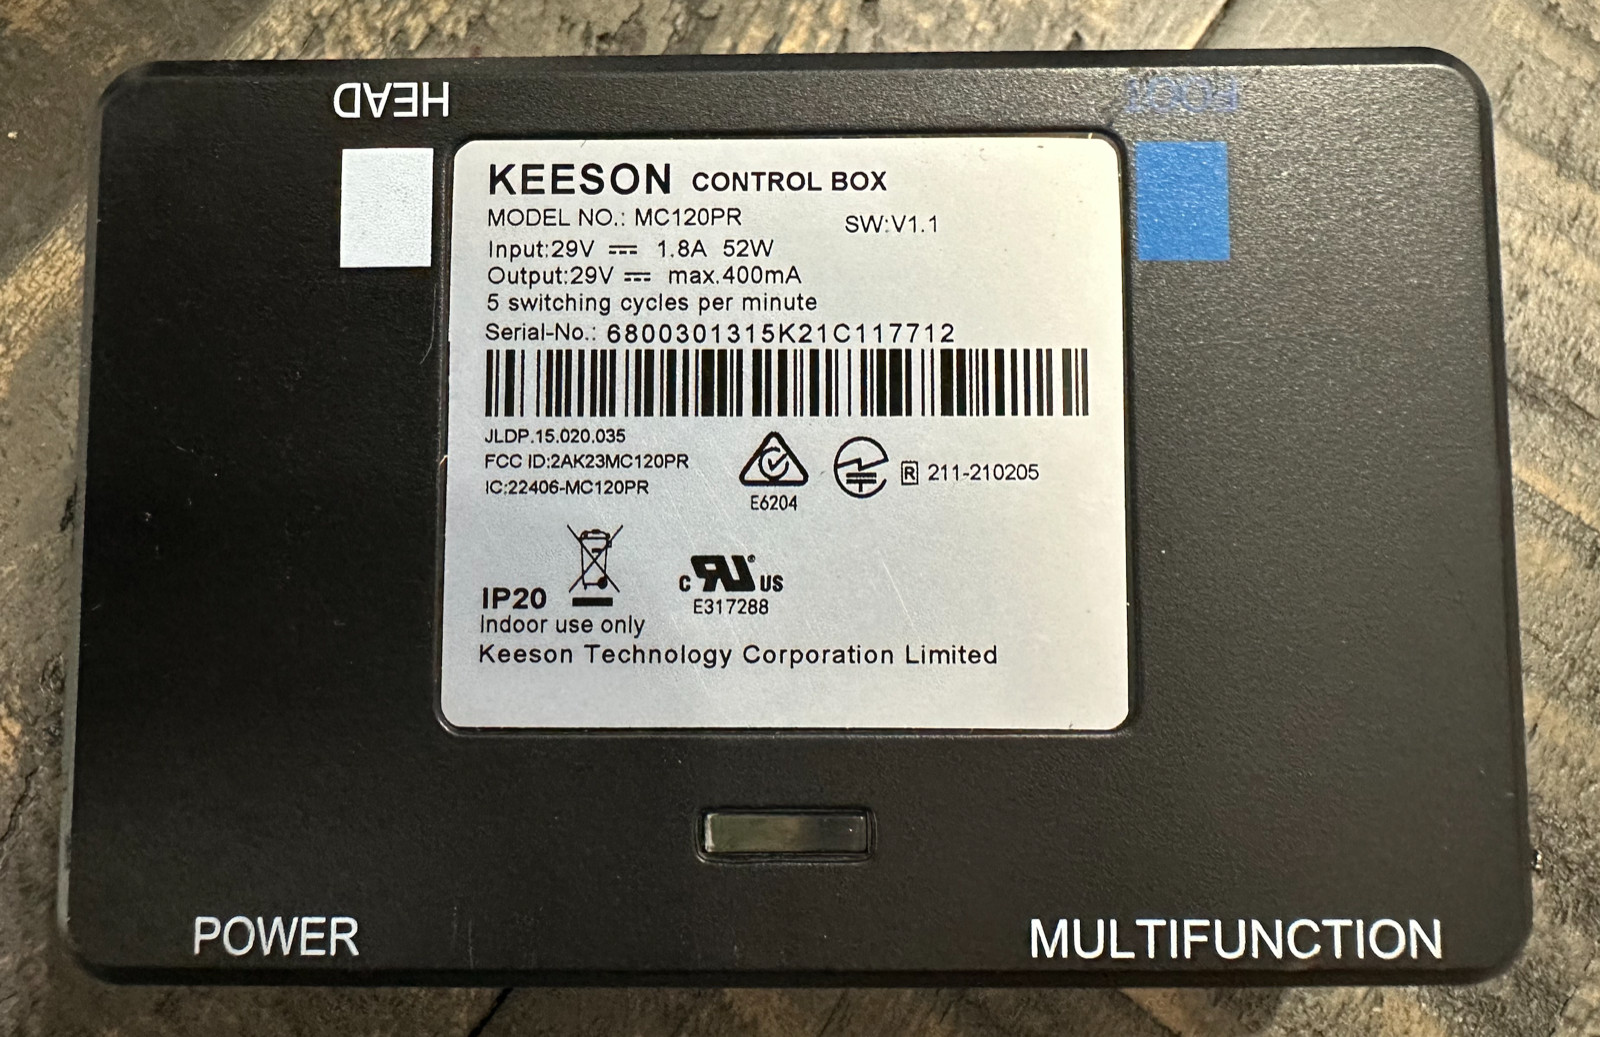 HEAD
FOOT
KEESON CONTROL BOX
MODEL NO.: MC120PR SW:V1.1
Input:29V ⎓ 1.8A 52W
Output:29V ⎓ max.400mA
5 switching cycles per minute
Serial-No.: 6800301315K21C117712
JLDP.15.020.035
FCC ID:2AK23MC120PR
IC:22406-MC120PR
E6204
R 211-210205
IP20
Indoor use only
c RU US
E317288
Keeson Technology Corporation Limited
POWER
MULTIFUNCTION